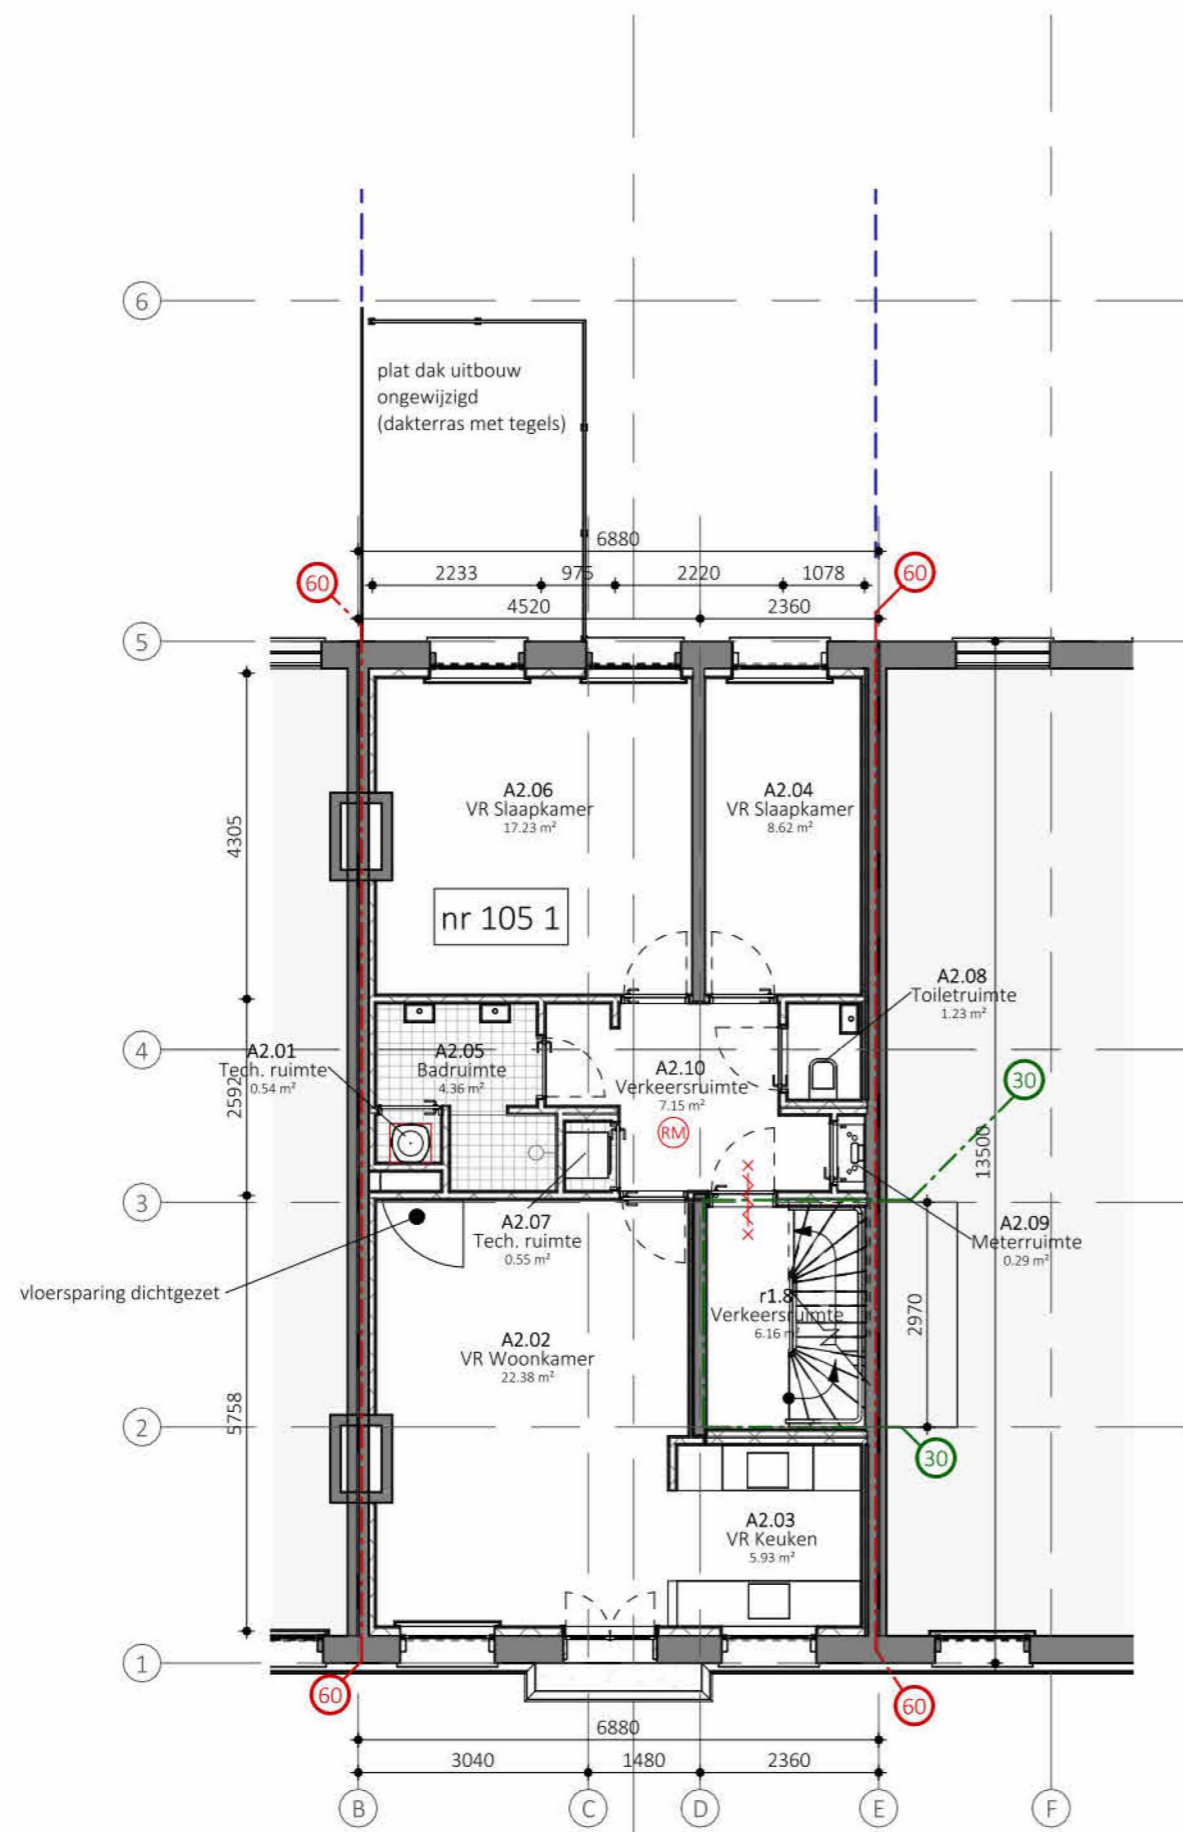 6
plat dak uitbouw
ongewijzigd
(dakterras met tegels)
6880
60
2233
975
2220
1078
60
4520
2360
5
A2.06
VR Slaapkamer
17.23 m²
A2.04
VR Slaapkamer
8.62 m²
4305
nr 105 1
A2.08
Toiletruimte
1.23 m²
4
A2.01
Tech. ruimte
0.54 m²
A2.05
Badruimte
4.36 m²
A2.10
Verkeersruimte
7.15 m²
RM
30
2592
13500
3
A2.07
Tech. ruimte
0.55 m²
A2.09
Meterruimte
0.29 m²
vloersparing dichtgezet
r1.8
Verkeersruimte
6.16 m²
2970
A2.02
VR Woonkamer
22.38 m²
5758
2
30
A2.03
VR Keuken
5.93 m²
1
60
60
6880
3040
1480
2360
B
C
D
E
F